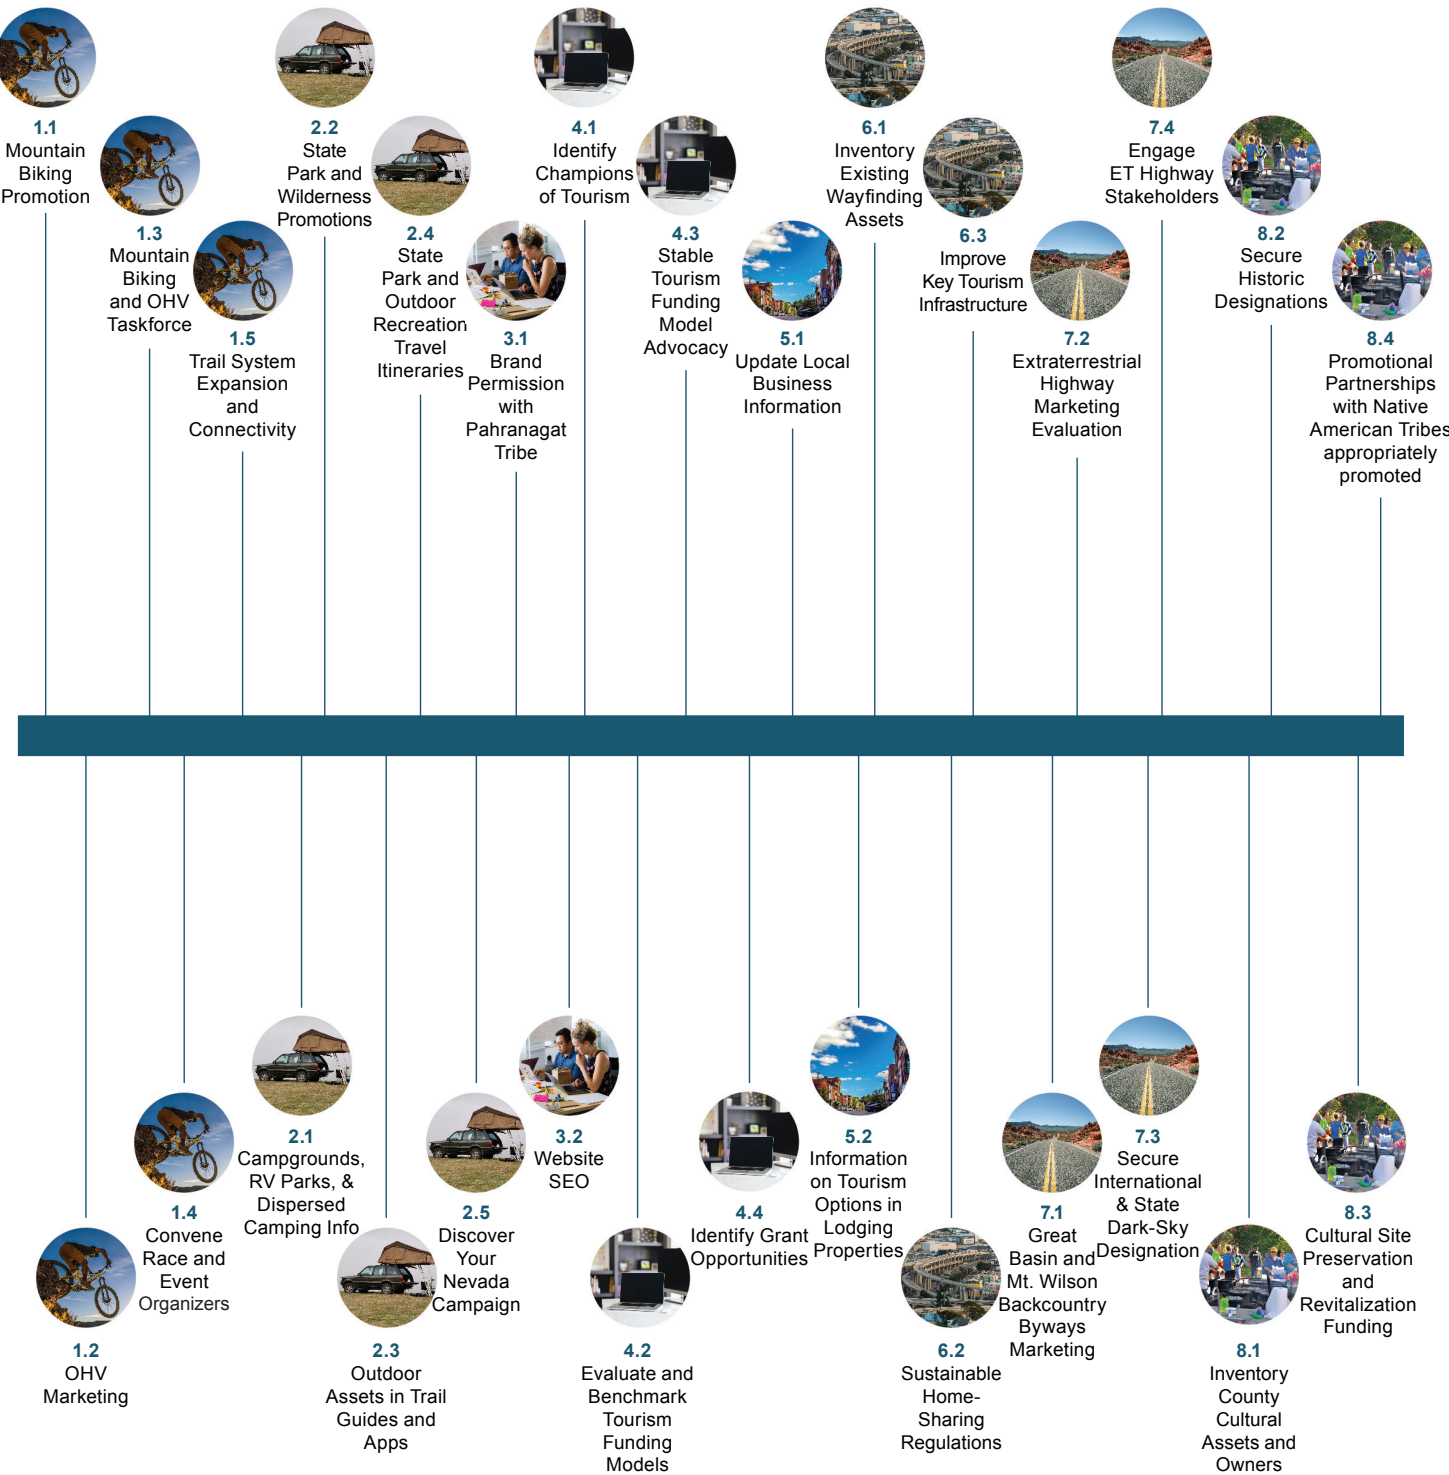 1.1
Mountain
Biking
Promotion
1.3
Mountain
Biking
and OHV
Taskforce
1.5
Trail System
Expansion
and
Connectivity
2.2
State
Park and
Wilderness
Promotions
2.4
State
Park and
Outdoor
Recreation
Travel
Itineraries
3.1
Brand
Permission
with
Pahranagat
Tribe
4.1
Identify
Champions
of Tourism
4.3
Stable
Tourism
Funding
Model
Advocacy
5.1
Update Local
Business
Information
6.1
Inventory
Existing
Wayfinding
Assets
6.3
Improve
Key Tourism
Infrastructure
7.2
Extraterrestrial
Highway
Marketing
Evaluation
7.4
Engage
ET Highway
Stakeholders
8.2
Secure
Historic
Designations
8.4
Promotional
Partnerships
with Native
American Tribes
appropriately
promoted
1.2
OHV
Marketing
1.4
Convene
Race and
Event
Organizers
2.1
Campgrounds,
RV Parks, &
Dispersed
Camping Info
2.3
Outdoor
Assets in Trail
Guides and
Apps
2.5
Discover
Your
Nevada
Campaign
3.2
Website
SEO
4.2
Evaluate and
Benchmark
Tourism
Funding
Models
4.4
Identify Grant
Opportunities
5.2
Information
on Tourism
Options in
Lodging
Properties
6.2
Sustainable
Home-
Sharing
Regulations
7.1
Great
Basin and
Mt. Wilson
Backcountry
Byways
Marketing
7.3
Secure
International
& State
Dark-Sky
Designation
8.1
Inventory
County
Cultural
Assets and
Owners
8.3
Cultural Site
Preservation
and
Revitalization
Funding